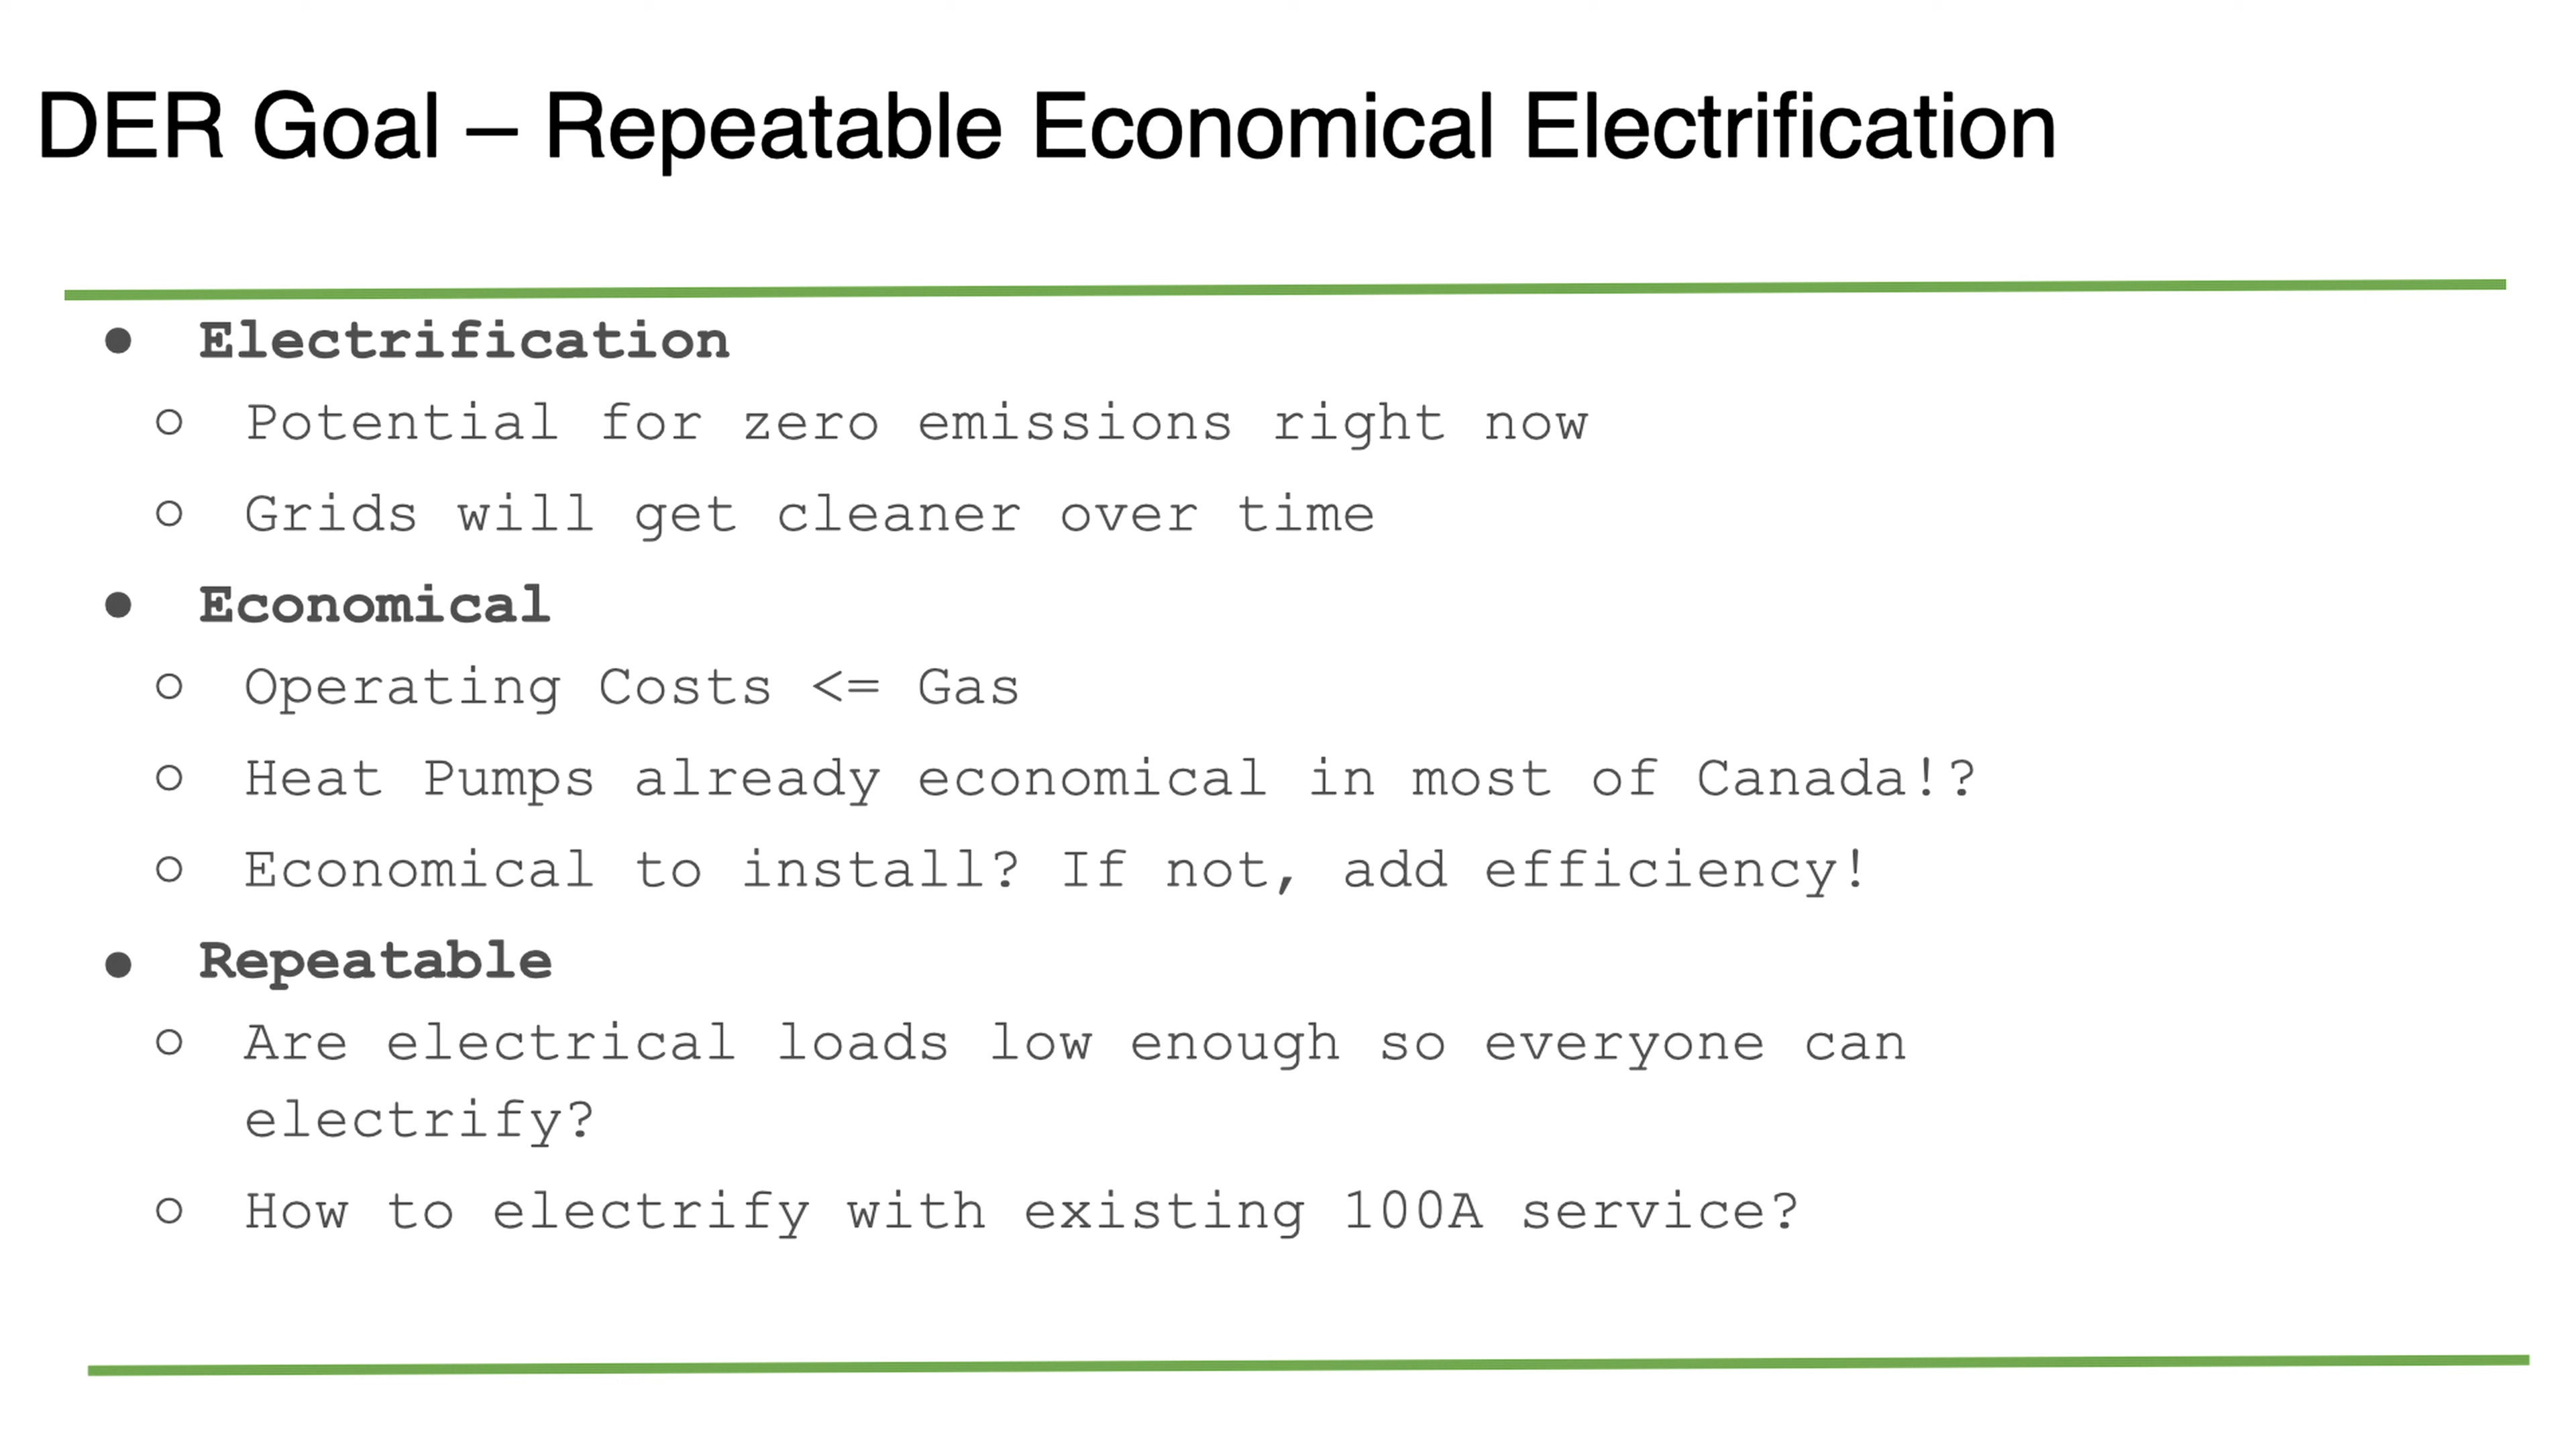 DER Goal – Repeatable Economical Electrification
● Electrification
○ Potential for zero emissions right now
○ Grids will get cleaner over time
● Economical
○ Operating Costs <= Gas
○ Heat Pumps already economical in most of Canada!?
○ Economical to install? If not, add efficiency!
● Repeatable
○ Are electrical loads low enough so everyone can
electrify?
○ How to electrify with existing 100A service?